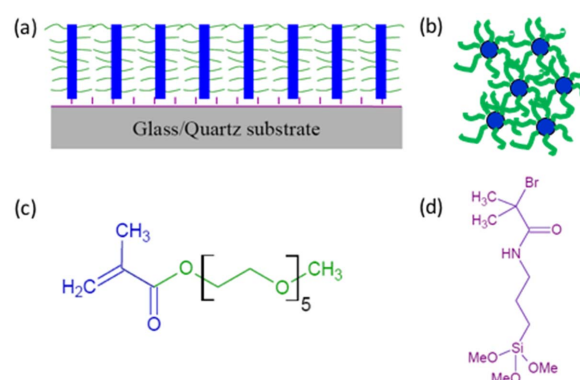 (a)
(b)
Glass/Quartz substrate
(c)
CH₃
H₂C
O
O
O
CH₃
5
(d)
Br
H₃C
H₃C
O
HN
Si
MeO
OMe
MeO